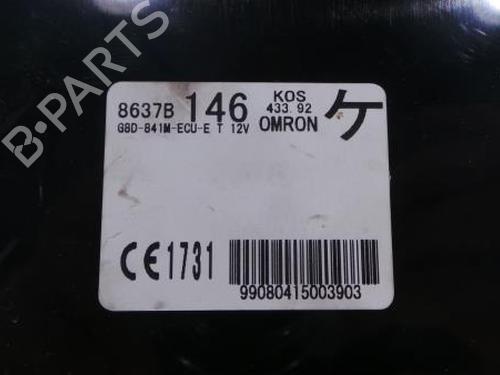 8637B 146 KOS 433.92 ケ
G8D-841M-ECU-E T 12V OMRON
CE1731
99080415003903
B-PARTS